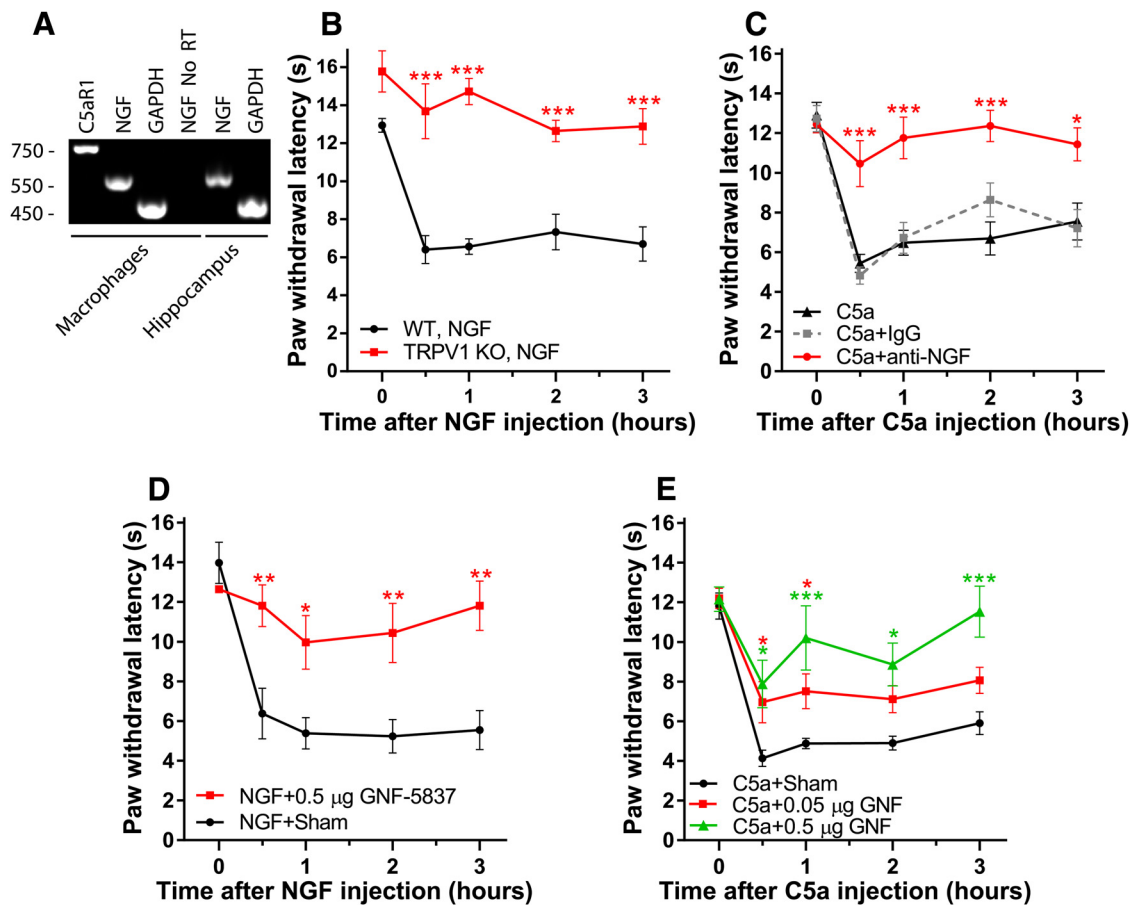 A
C5aR1
NGF
GAPDH
NGF No RT
NGF
GAPDH
750 -
550 -
450 -
Macrophages
Hippocampus
B
Paw withdrawal latency (s)
16
14
12
10
8
6
4
2
0
*** *** *** ***
WT, NGF
TRPV1 KO, NGF
0 1 2 3
Time after NGF injection (hours)
C
Paw withdrawal latency (s)
16
14
12
10
8
6
4
2
0
*** *** *** *
C5a
C5a+IgG
C5a+anti-NGF
0 1 2 3
Time after C5a injection (hours)
D
Paw withdrawal latency (s)
16
14
12
10
8
6
4
2
0
** * ** **
NGF+0.5 μg GNF-5837
NGF+Sham
0 1 2 3
Time after NGF injection (hours)
E
Paw withdrawal latency (s)
16
14
12
10
8
6
4
2
0
* *
* *** * ***
C5a+Sham
C5a+0.05 μg GNF
C5a+0.5 μg GNF
0 1 2 3
Time after C5a injection (hours)